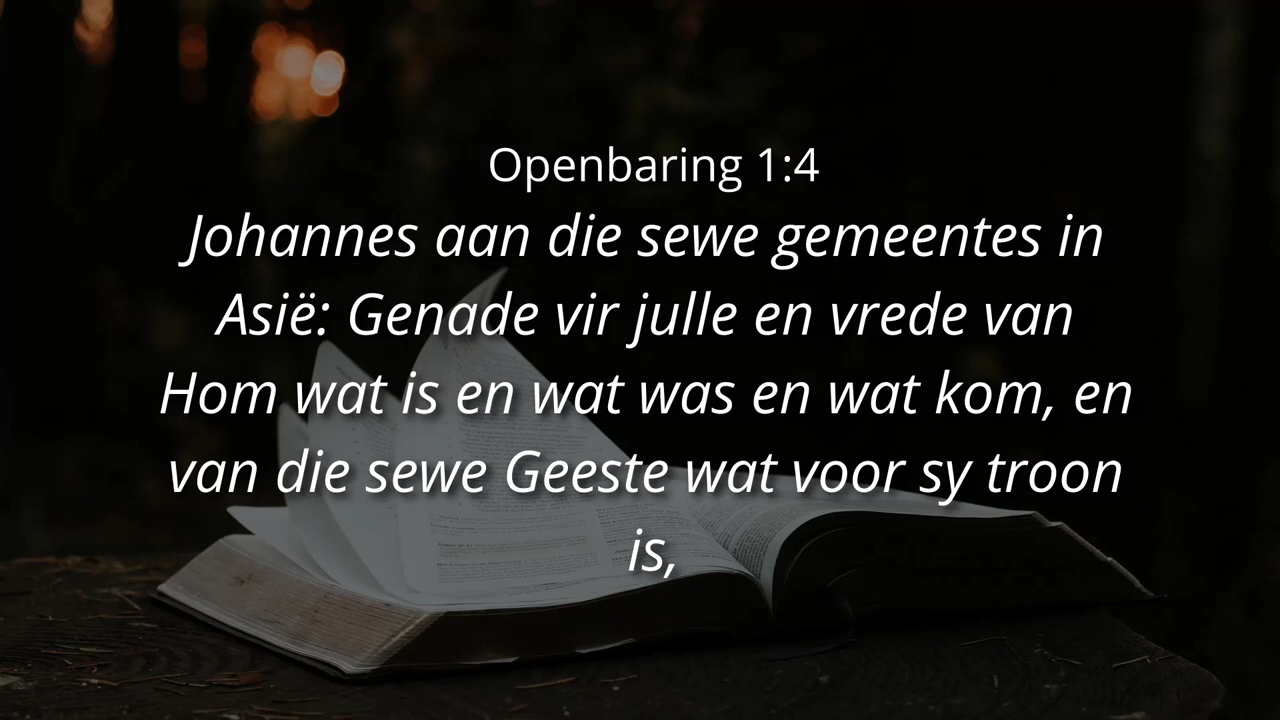 Openbaring 1:4
Johannes aan die sewe gemeentes in
Asië: Genade vir julle en vrede van
Hom wat is en wat was en wat kom, en
van die sewe Geeste wat voor sy troon
is,